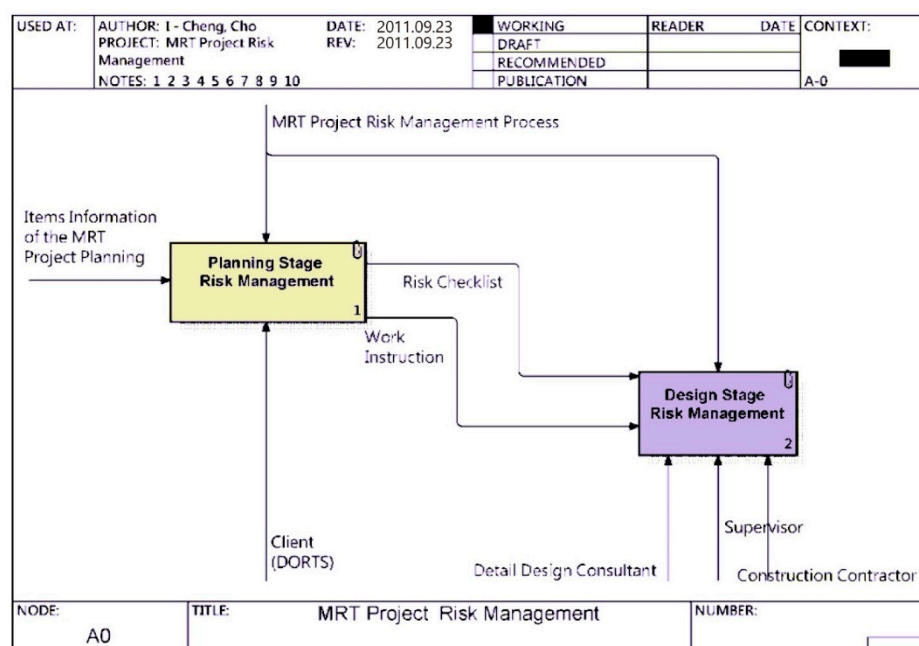 USED AT:
AUTHOR: I - Cheng, Cho
DATE: 2011.09.23
PROJECT: MRT Project Risk
REV: 2011.09.23
Management
NOTES: 1 2 3 4 5 6 7 8 9 10
WORKING
DRAFT
RECOMMENDED
PUBLICATION
READER DATE
CONTEXT:
A-0
MRT Project Risk Management Process
Items Information
of the MRT
Project Planning
Planning Stage
Risk Management
1
Risk Checklist
Work
Instruction
Design Stage
Risk Management
2
Client
(DORTS)
Supervisor
Detail Design Consultant
Construction Contractor
NODE:
A0
TITLE:
MRT Project Risk Management
NUMBER: